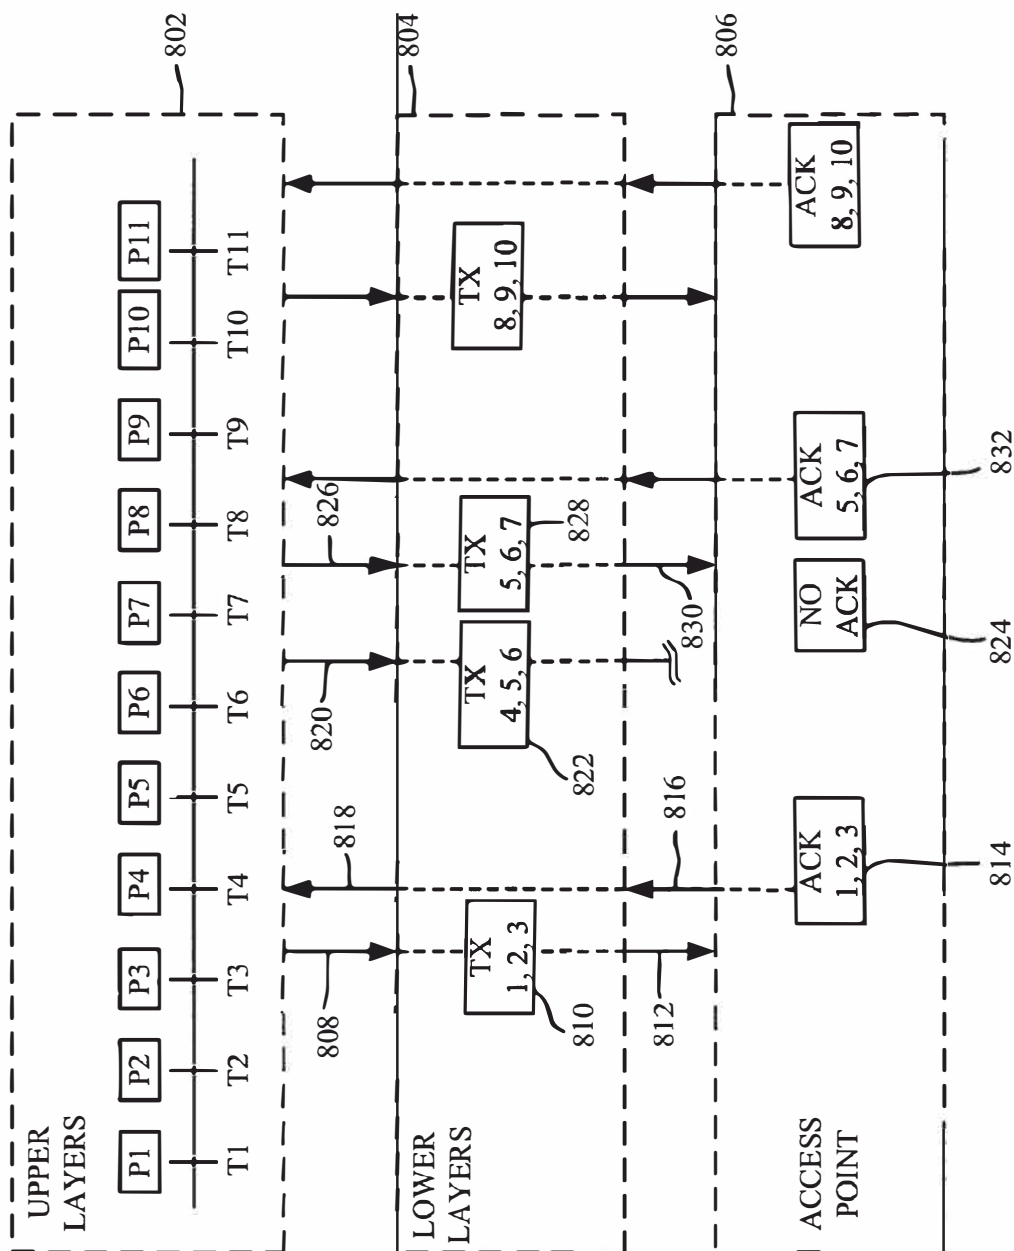 802
804
806
UPPER
LAYERS
P1
P2
P3
P4
P5
P6
P7
P8
P9
P10
P11
T1
T2
T3
T4
T5
T6
T7
T8
T9
T10
T11
808
818
820
826
LOWER
LAYERS
TX
1, 2, 3
TX
4, 5, 6
TX
5, 6, 7
TX
8, 9, 10
810
822
828
812
816
830
ACCESS
POINT
ACK
1, 2, 3
NO
ACK
ACK
5, 6, 7
ACK
8, 9, 10
814
824
832